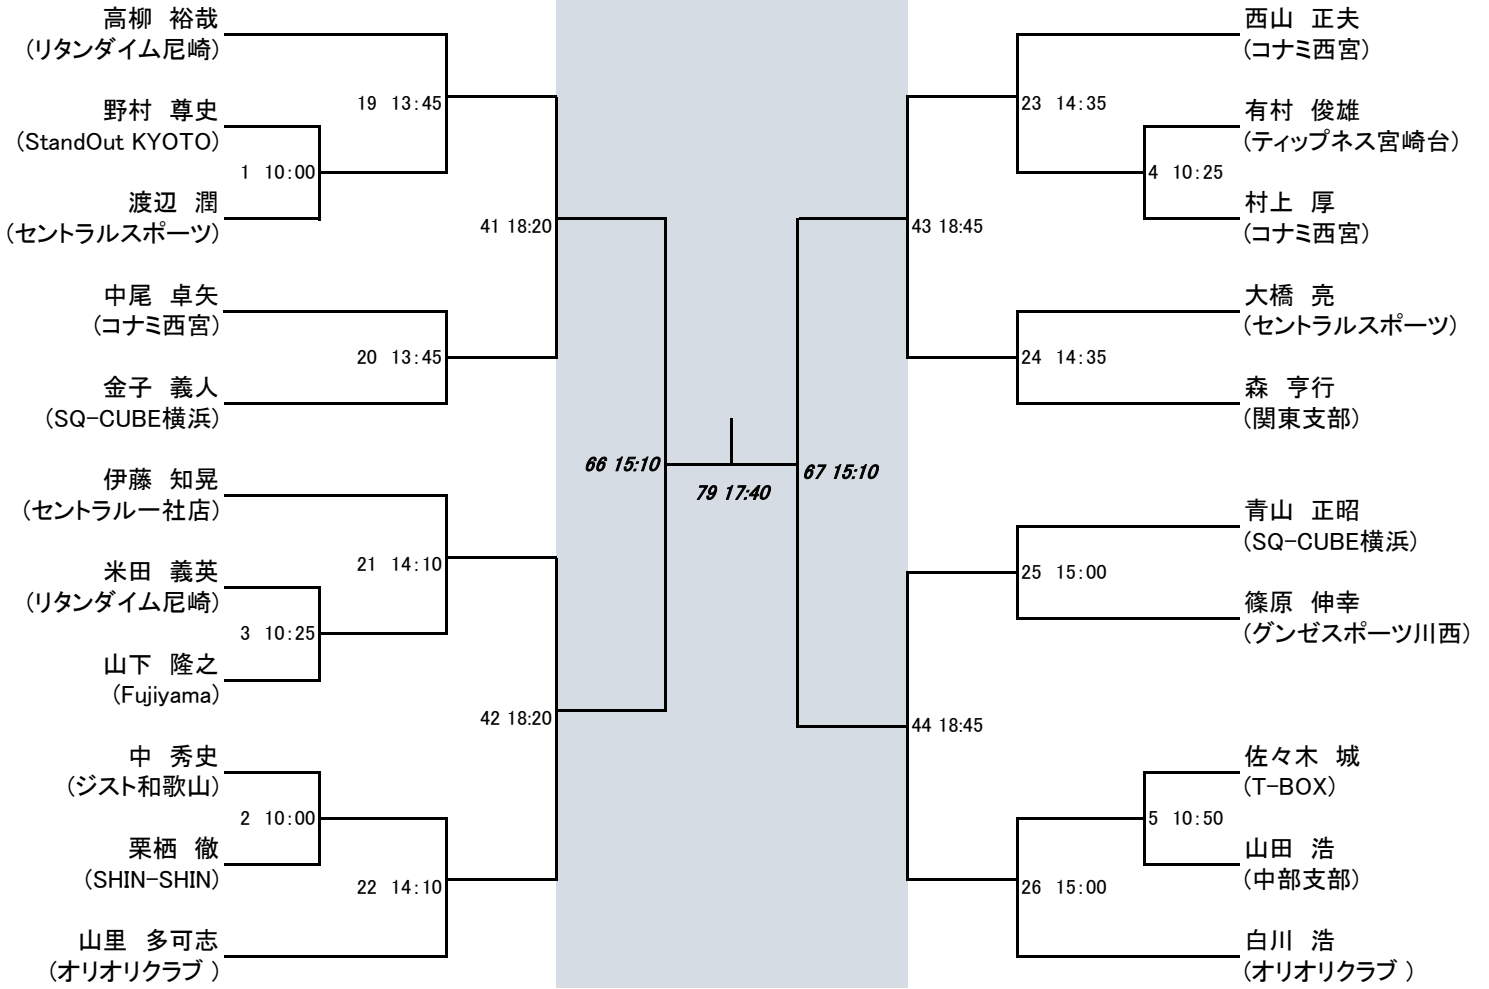 高柳 裕哉
(リタンダイム尼崎)
19 13:45
野村 尊史
(StandOut KYOTO)
1 10:00
渡辺 潤
(セントラルスポーツ)
41 18:20
中尾 卓矢
(コナミ西宮)
20 13:45
金子 義人
(SQ-CUBE横浜)
66 15:10
伊藤 知晃
(セントラル一社店)
21 14:10
米田 義英
(リタンダイム尼崎)
3 10:25
山下 隆之
(Fujiyama)
42 18:20
中 秀史
(ジスト和歌山)
2 10:00
栗栖 徹
(SHIN-SHIN)
22 14:10
山里 多可志
(オリオリクラブ )
79 17:40
西山 正夫
(コナミ西宮)
23 14:35
有村 俊雄
(ティップネス宮崎台)
4 10:25
村上 厚
(コナミ西宮)
43 18:45
大橋 亮
(セントラルスポーツ)
24 14:35
森 亨行
(関東支部)
67 15:10
青山 正昭
(SQ-CUBE横浜)
25 15:00
篠原 伸幸
(グンゼスポーツ川西)
44 18:45
佐々木 城
(T-BOX)
5 10:50
山田 浩
(中部支部)
26 15:00
白川 浩
(オリオリクラブ )